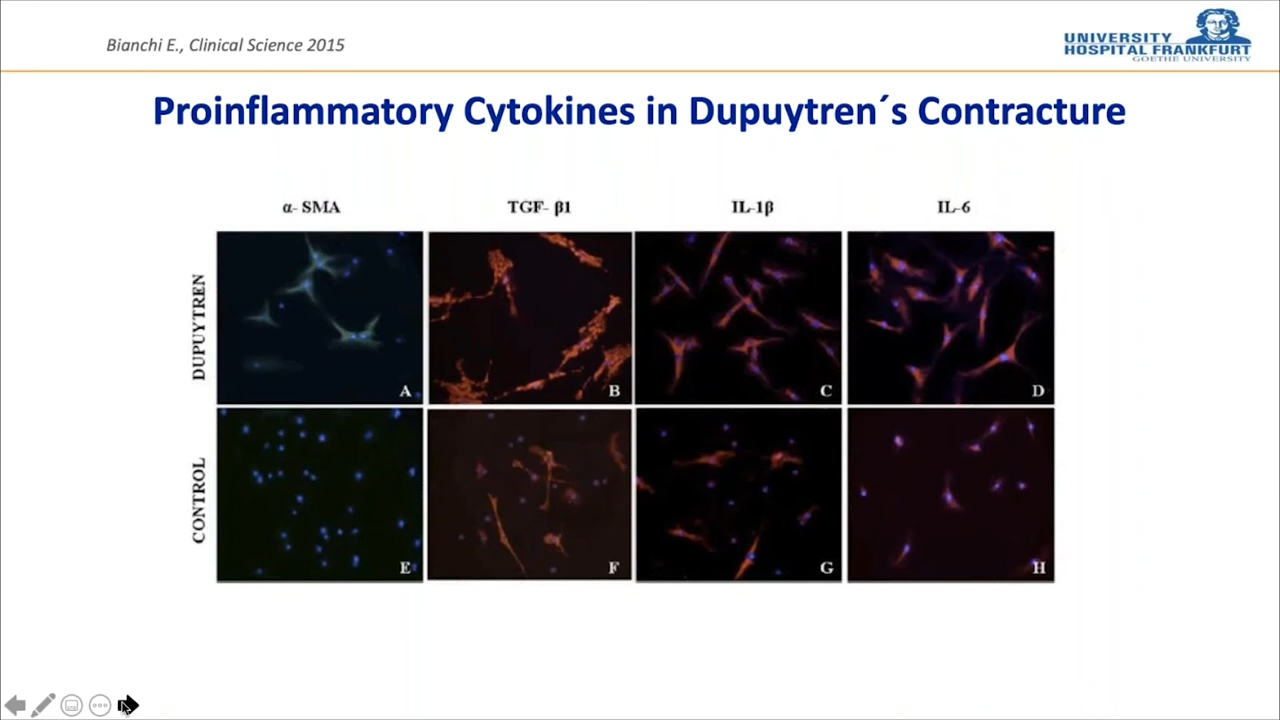 Bianchi E., Clinical Science 2015
UNIVERSITY
HOSPITAL FRANKFURT
GOETHE UNIVERSITY
Proinflammatory Cytokines in Dupuytren´s Contracture
α- SMA TGF- β1 IL-1β IL-6
DUPUYTREN
A B C D
CONTROL
E F G H